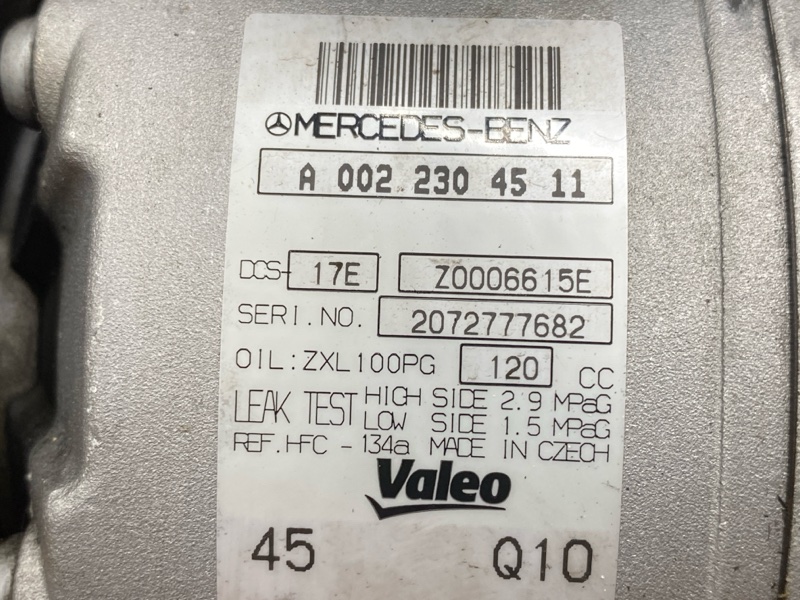 MERCEDES-BENZ
A 002 230 45 11
DCS- 17E Z0006615E
SERI.NO. 2072777682
OIL:ZXL100PG 120 CC
LEAK TEST HIGH SIDE 2.9 MPaG
LOW SIDE 1.5 MPaG
REF.HFC - 134a MADE IN CZECH
Valeo
45 Q10